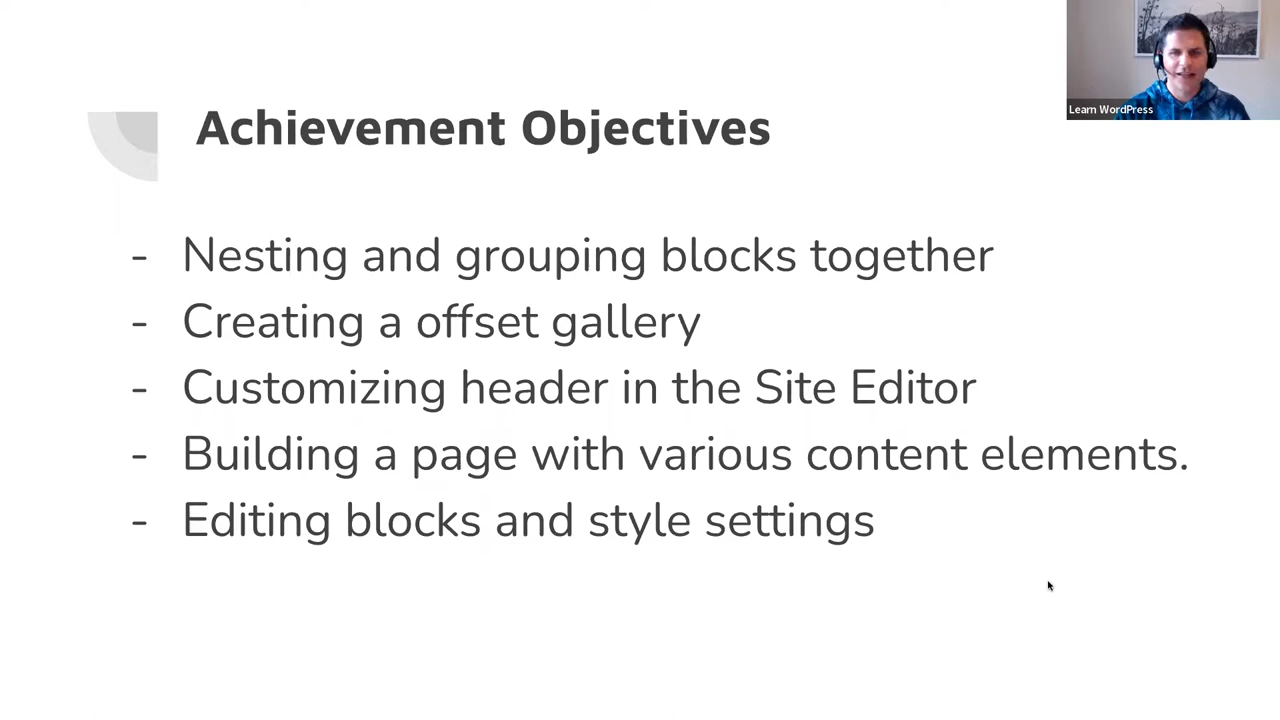 Learn WordPress
Achievement Objectives
- Nesting and grouping blocks together
- Creating a offset gallery
- Customizing header in the Site Editor
- Building a page with various content elements.
- Editing blocks and style settings